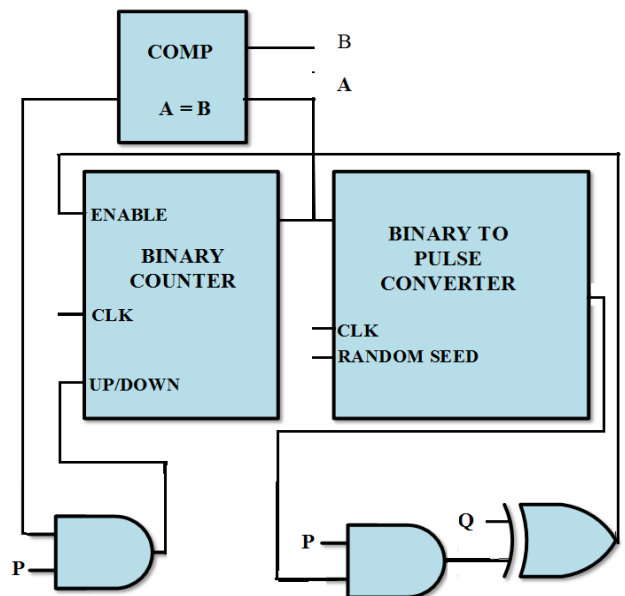 COMP
A = B
B
A
ENABLE
BINARY
COUNTER
CLK
UP/DOWN
BINARY TO
PULSE
CONVERTER
CLK
RANDOM SEED
P
P
Q